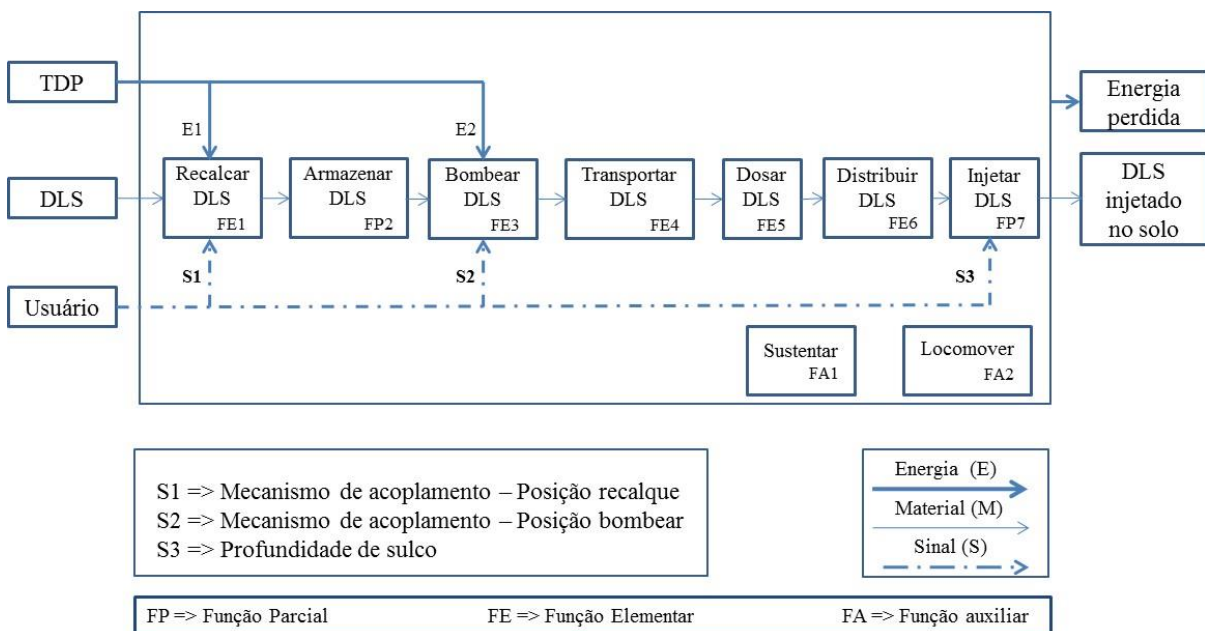 TDP
Energia
perdida
E1
E2
DLS
Recalcar
DLS
FE1
Armazenar
DLS
FP2
Bombear
DLS
FE3
Transportar
DLS
FE4
Dosar
DLS
FE5
Distribuir
DLS
FE6
Injetar
DLS
FP7
DLS
injetado
no solo
S1
S2
S3
Usuário
Sustentar
FA1
Locomover
FA2
S1 => Mecanismo de acoplamento – Posição recalque
S2 => Mecanismo de acoplamento – Posição bombear
S3 => Profundidade de sulco
Energia (E)
Material (M)
Sinal (S)
FP => Função Parcial FE => Função Elementar FA => Função auxiliar